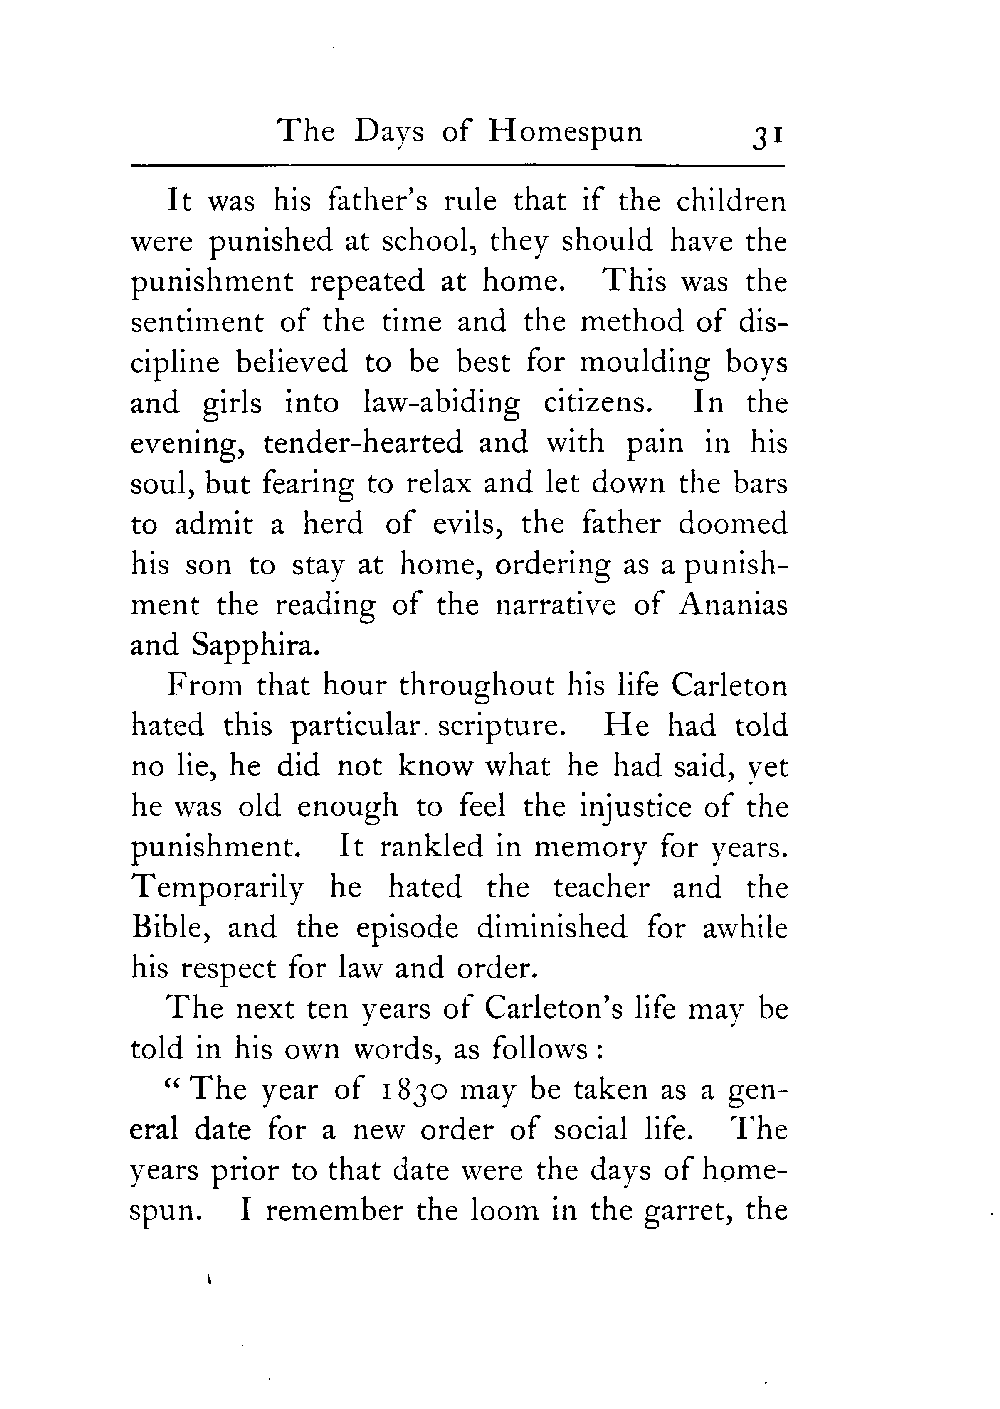 The Days of Homespun 31
It was his father's rule that if the children
were punished at school, they should have the
punishment repeated at home. This was the
sentiment of the time and the method of dis-
cipline believed to be best for moulding boys
and girls into law-abiding citizens. In the
evening, tender-hearted and with pain in his
soul, but fearing to relax and let down the bars
to admit a herd of evils, the father doomed
his son to stay at home, ordering as a punish-
ment the reading of the narrative of Ananias
and Sapphira.
From that hour throughout his life Carleton
hated this particular scripture. He had told
no lie, he did not know what he had said, yet
he was old enough to feel the injustice of the
punishment. It rankled in memory for years.
Temporarily he hated the teacher and the
Bible, and the episode diminished for awhile
his respect for law and order.
The next ten years of Carleton's life may be
told in his own words, as follows :
“ The year of 1830 may be taken as a gen-
eral date for a new order of social life. The
years prior to that date were the days of home-
spun. I remember the loom in the garret, the